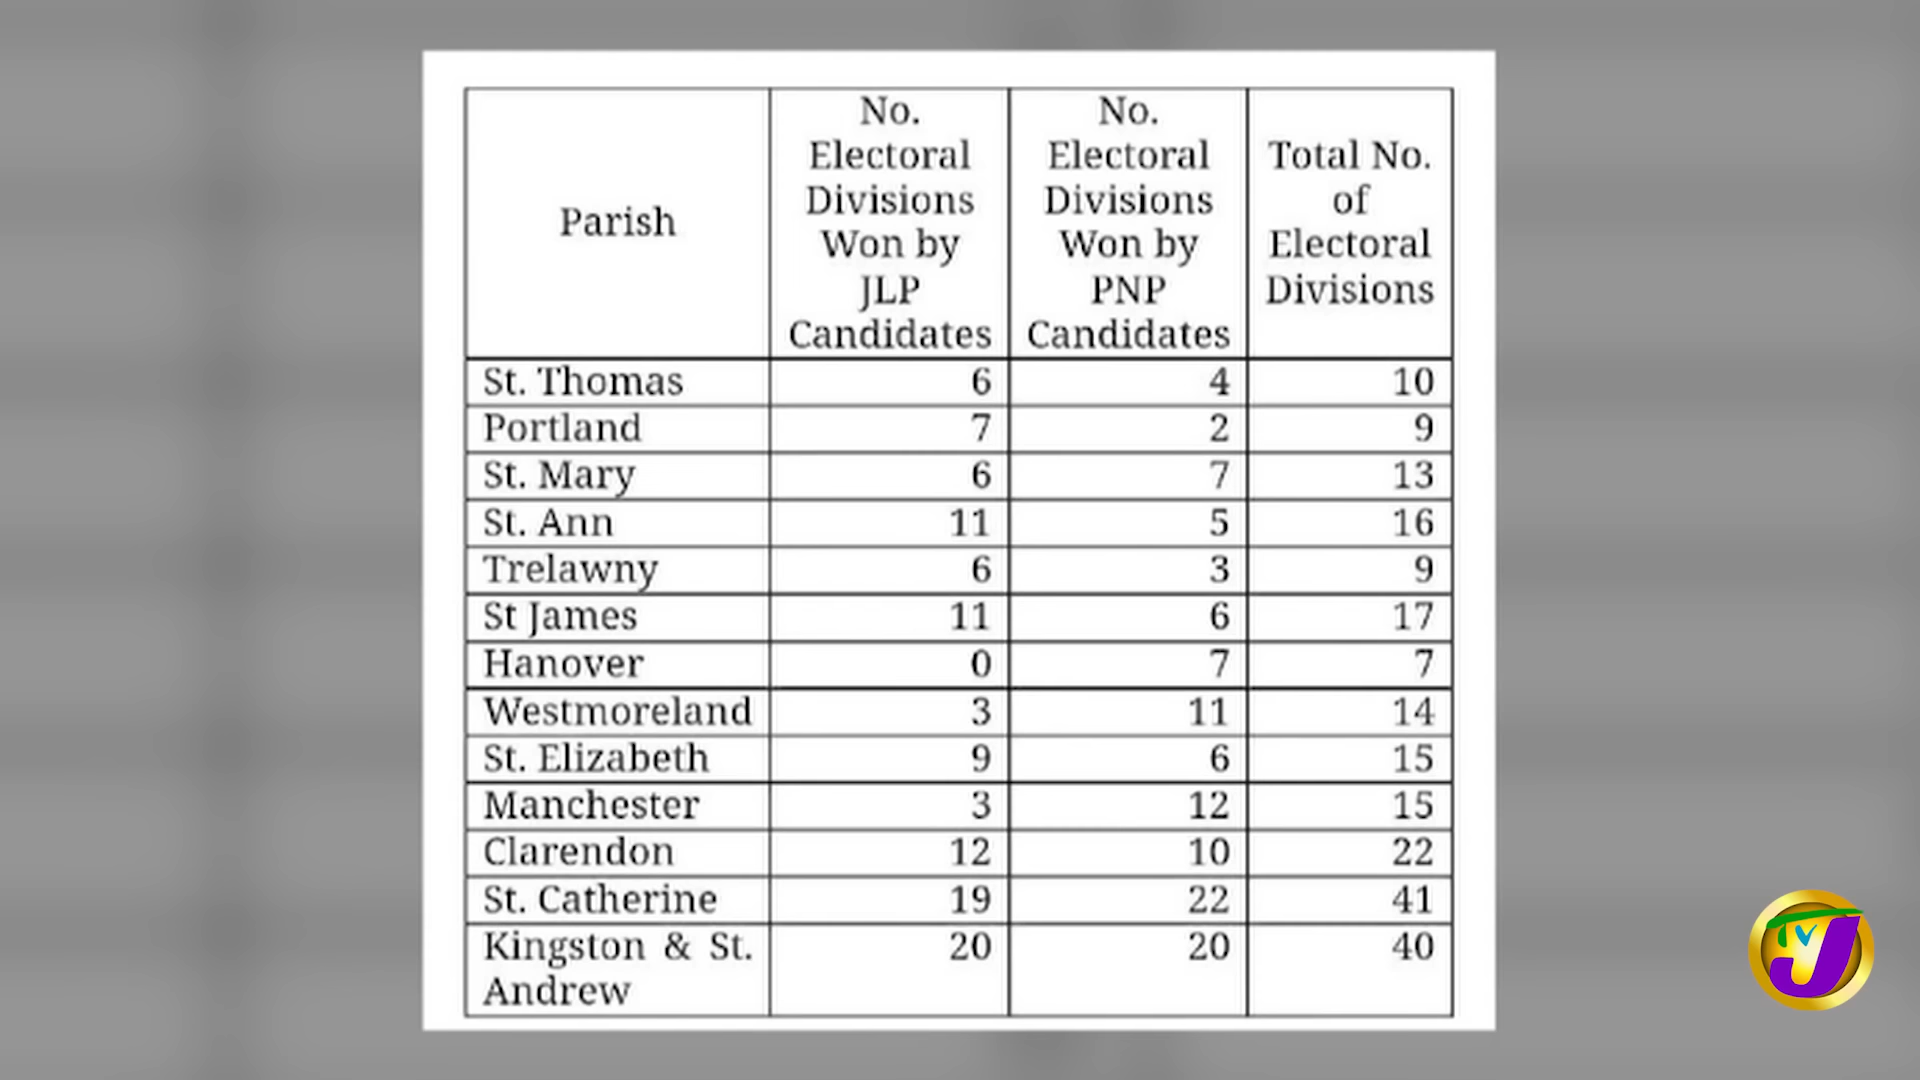 Parish
No.
Electoral
Divisions
Won by
JLP
Candidates
No.
Electoral
Divisions
Won by
PNP
Candidates
Total No.
of
Electoral
Divisions
St. Thomas 6 4 10
Portland 7 2 9
St. Mary 6 7 13
St. Ann 11 5 16
Trelawny 6 3 9
St James 11 6 17
Hanover 0 7 7
Westmoreland 3 11 14
St. Elizabeth 9 6 15
Manchester 3 12 15
Clarendon 12 10 22
St. Catherine 19 22 41
Kingston & St. 20 20 40
Andrew
TVJ